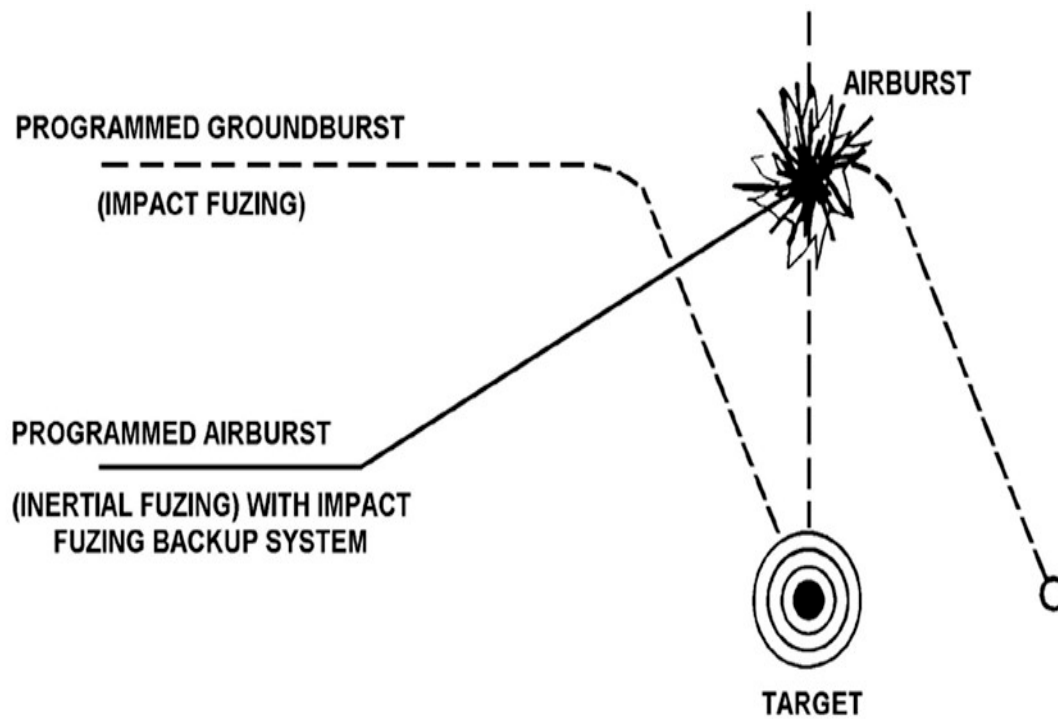 AIRBURST
PROGRAMMED GROUNDBURST
(IMPACT FUZING)
PROGRAMMED AIRBURST
(INERTIAL FUZING) WITH IMPACT
FUZING BACKUP SYSTEM
TARGET